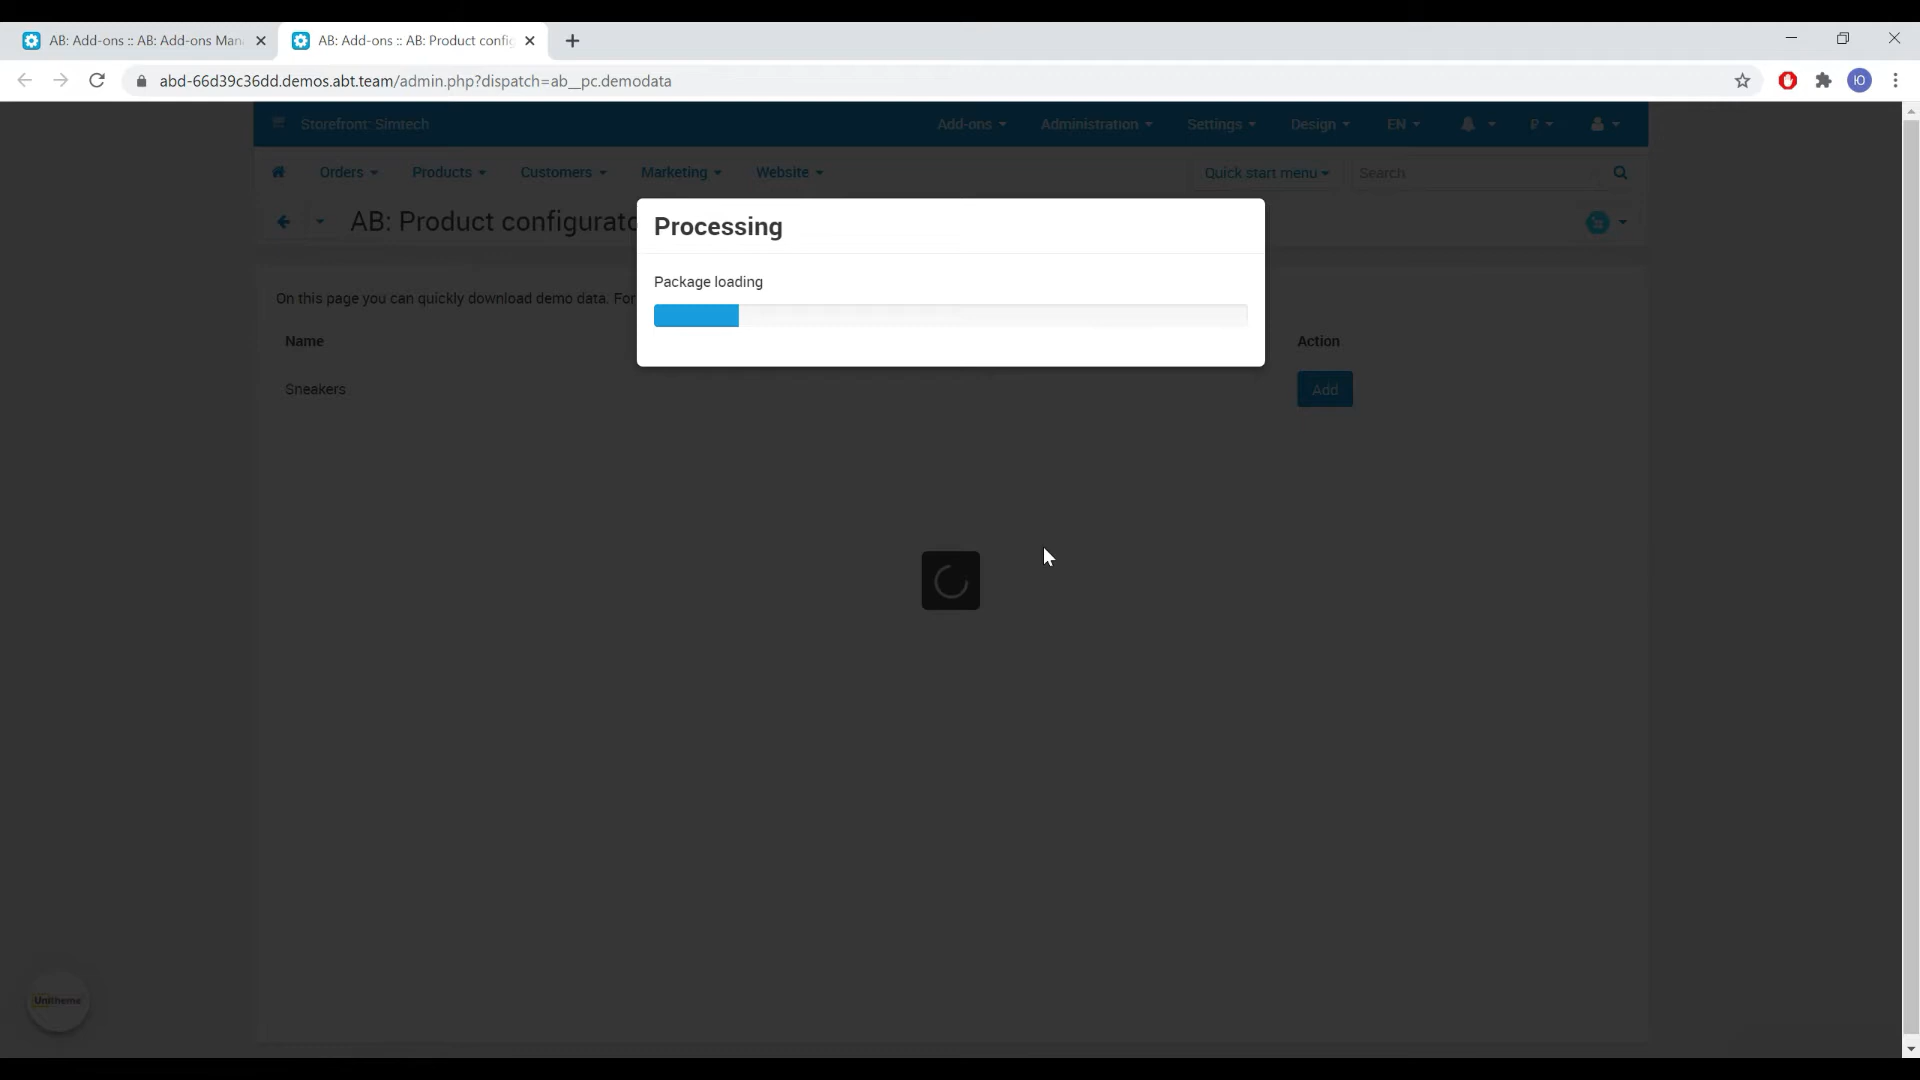 AB: Add-ons :: AB: Add-ons Man
AB: Add-ons :: AB: Product config
abd-66d39c36dd.demos.abt.team/admin.php?dispatch=ab__pc.demodata
Ю
Storefront: Simtech
Add-ons
Administration
Settings
Design
EN
₽
Orders
Products
Customers
Marketing
Website
Quick start menu
Search
AB: Product configurato
Processing
Package loading
On this page you can quickly download demo data. For
Name
Action
Sneakers
Add
Unitheme